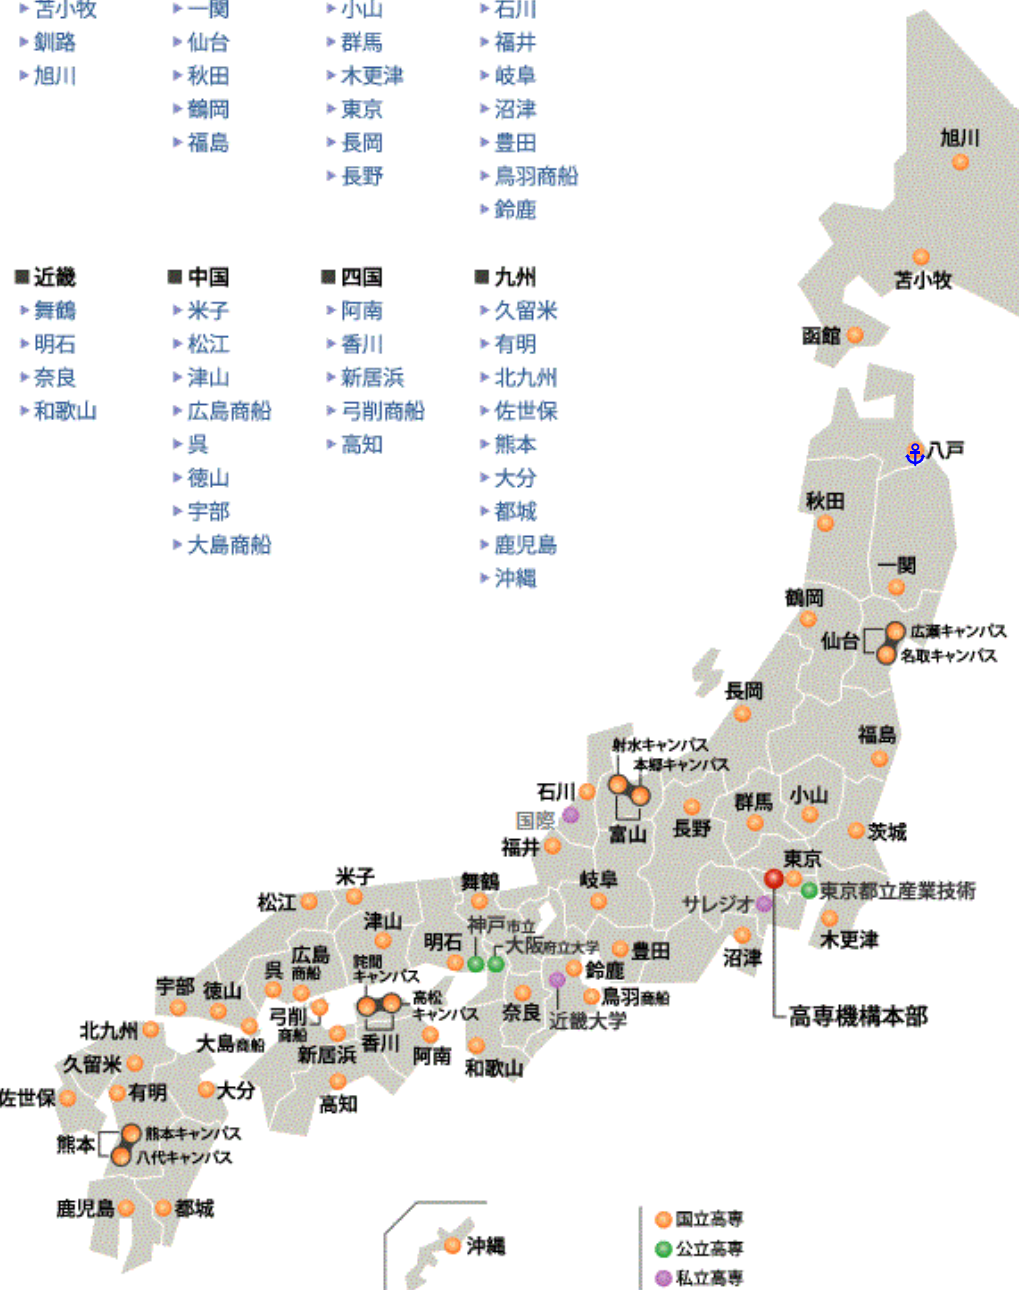 苫小牧
釧路
旭川
一関
仙台
秋田
鶴岡
福島
小山
群馬
木更津
東京
長岡
長野
石川
福井
岐阜
沼津
豊田
鳥羽商船
鈴鹿
■近畿
舞鶴
明石
奈良
和歌山
■中国
米子
松江
津山
広島商船
呉
徳山
宇部
大島商船
■四国
阿南
香川
新居浜
弓削商船
高知
■九州
久留米
有明
北九州
佐世保
熊本
大分
都城
鹿児島
沖縄
旭川
苫小牧
函館
八戸
秋田
一関
鶴岡
仙台
広瀬キャンパス
名取キャンパス
長岡
福島
射水キャンパス
本郷キャンパス
石川
国際
福井
富山
長野
群馬
小山
茨城
東京
東京都立産業技術
サレジオ
木更津
沼津
岐阜
豊田
鈴鹿
鳥羽商船
近畿大学
高専機構本部
米子
松江
舞鶴
神戸市立
大阪府立大学
津山
明石
奈良
和歌山
広島
商船
呉
詫間
キャンパス
高松
キャンパス
香川
宇部
徳山
弓削
商船
大島商船
新居浜
阿南
高知
北九州
久留米
佐世保
有明
大分
熊本
熊本キャンパス
八代キャンパス
鹿児島
都城
沖縄
国立高専
公立高専
私立高専